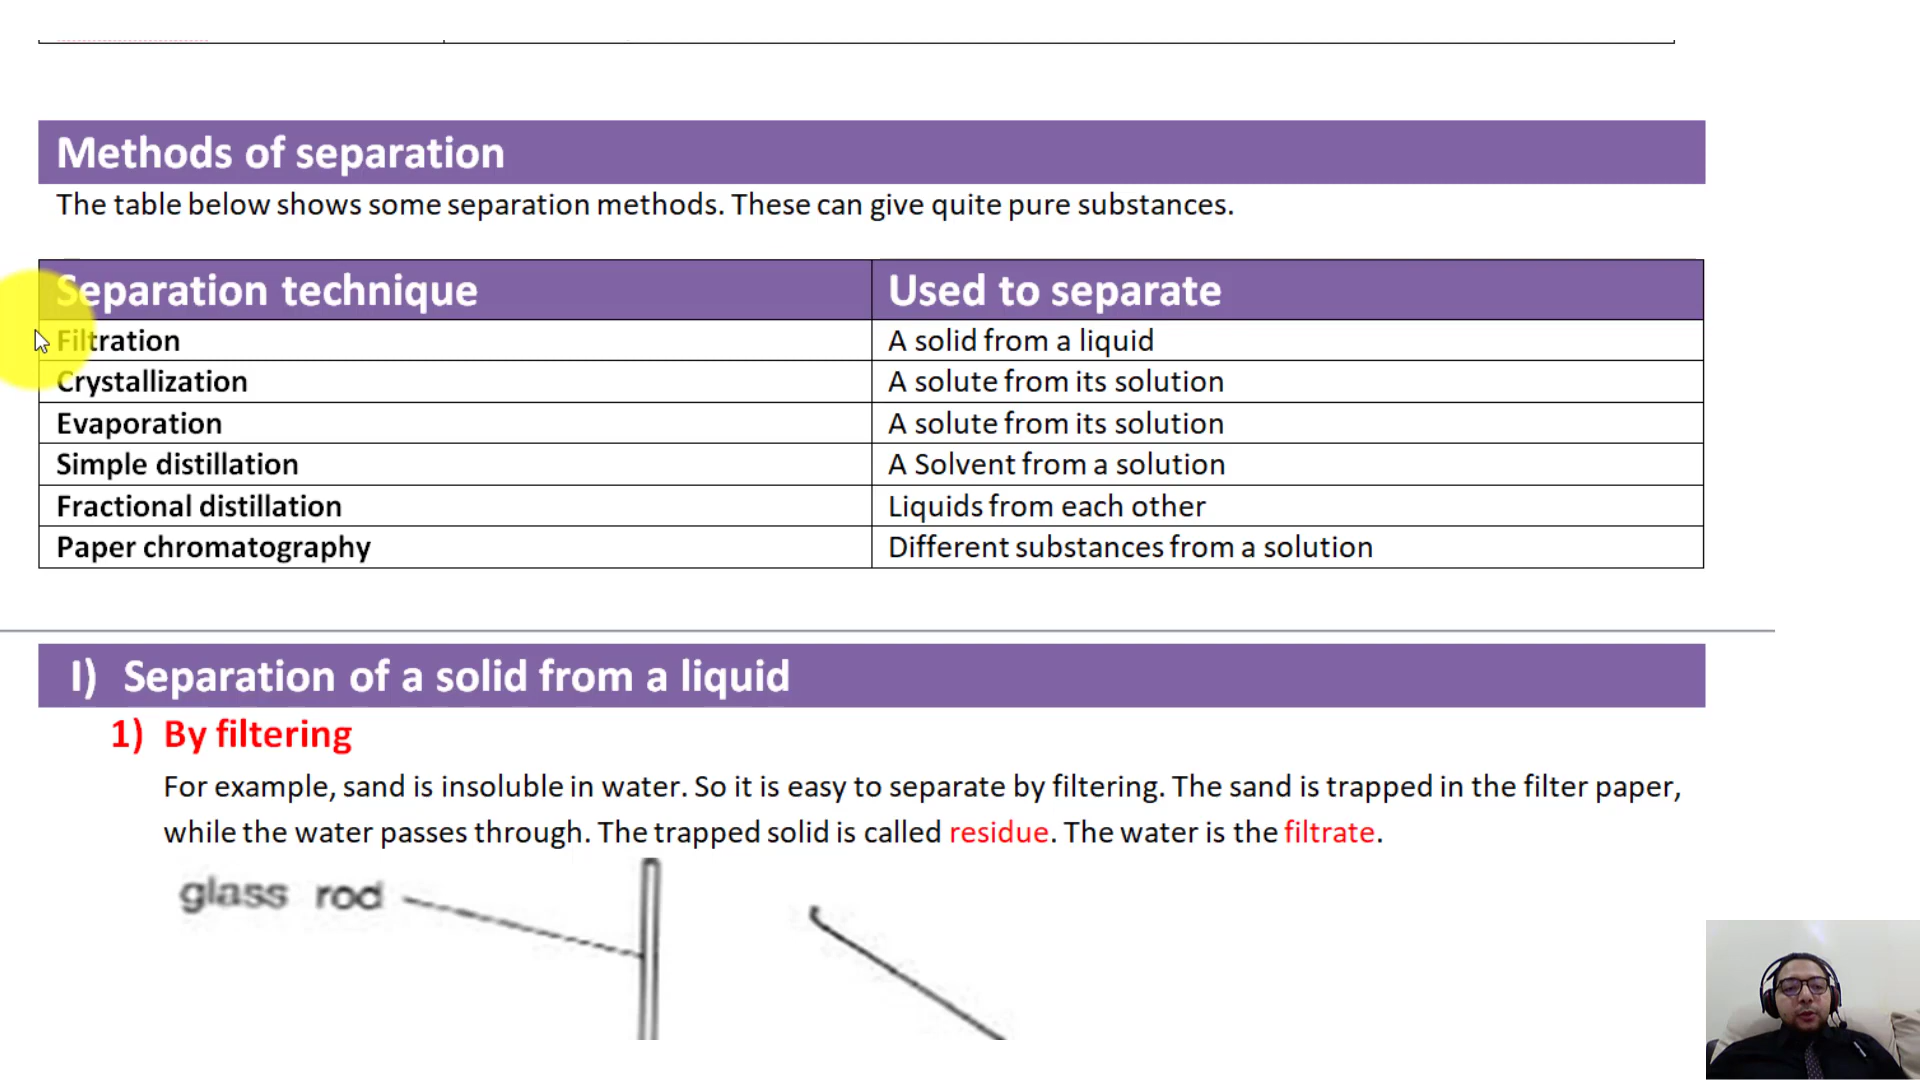 Methods of separation
The table below shows some separation methods. These can give quite pure substances.
Separation technique Used to separate
Filtration A solid from a liquid
Crystallization A solute from its solution
Evaporation A solute from its solution
Simple distillation A Solvent from a solution
Fractional distillation Liquids from each other
Paper chromatography Different substances from a solution
I) Separation of a solid from a liquid
1) By filtering
For example, sand is insoluble in water. So it is easy to separate by filtering. The sand is trapped in the filter paper,
while the water passes through. The trapped solid is called residue. The water is the filtrate.
glass rod